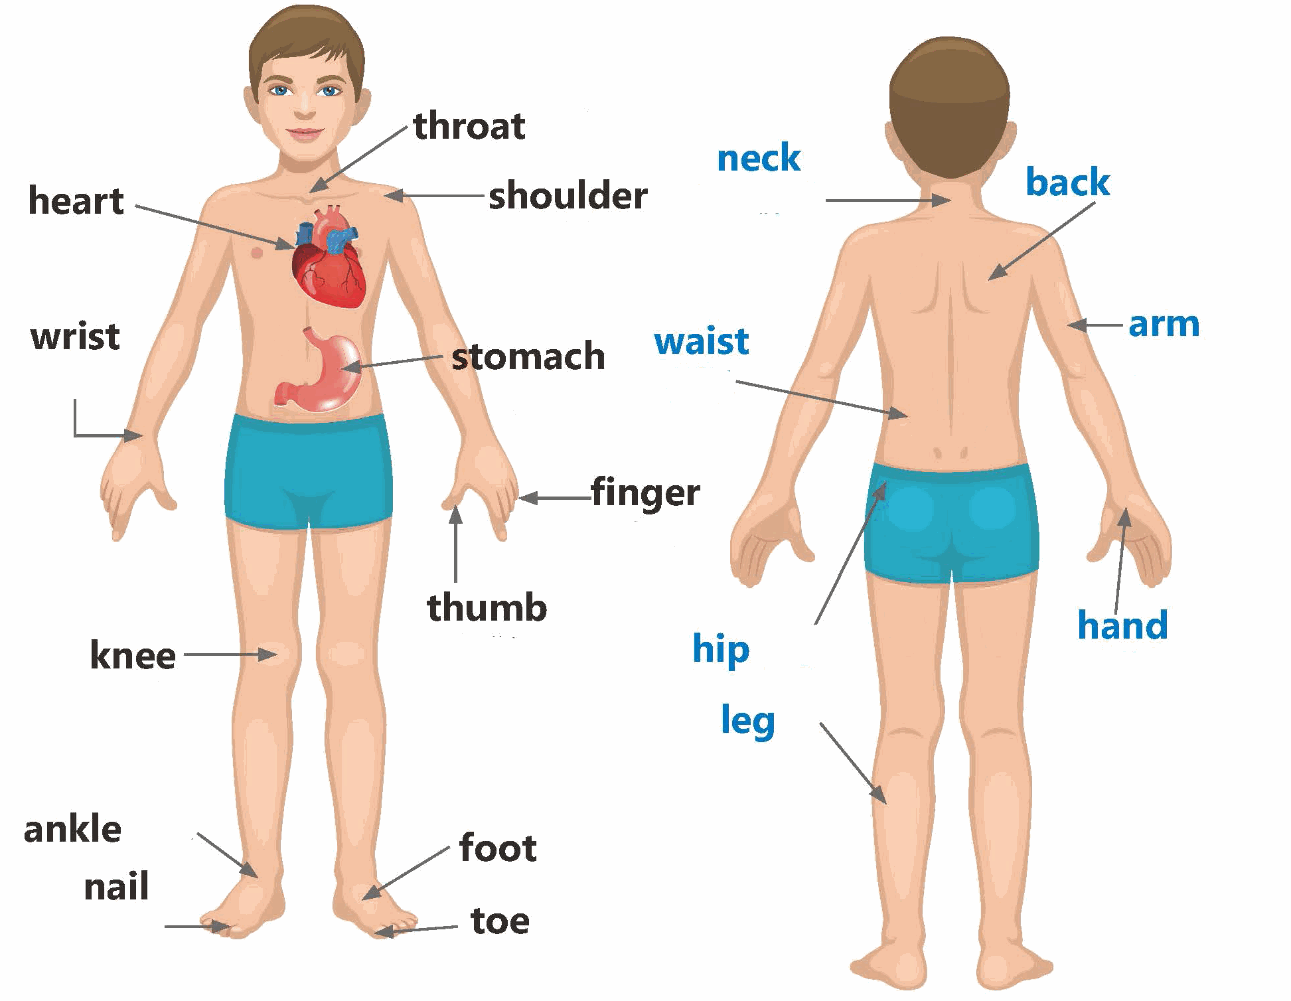 throat
heart
shoulder
wrist
stomach
finger
thumb
knee
ankle
nail
foot
toe
neck
back
waist
arm
hip
hand
leg